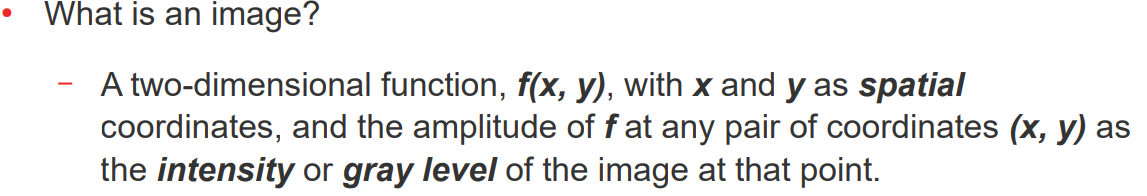 • What is an image?
– A two-dimensional function, f(x, y), with x and y as spatial
coordinates, and the amplitude of f at any pair of coordinates (x, y) as
the intensity or gray level of the image at that point.